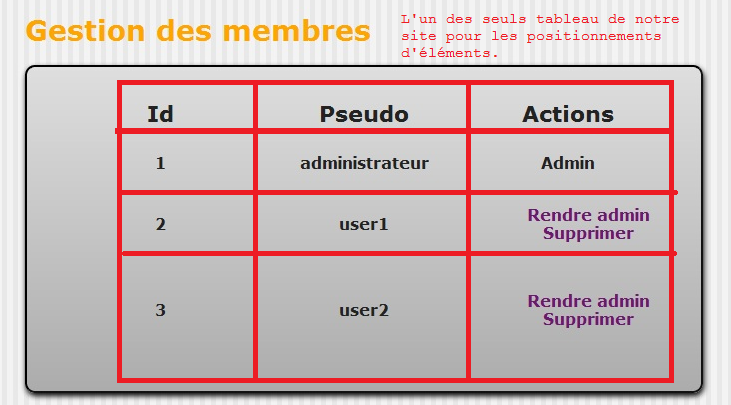 Gestion des membres
L'un des seuls tableau de notre
site pour les positionnements
d'éléments.
Id Pseudo Actions
1 administrateur Admin
2 user1 Rendre admin
Supprimer
3 user2 Rendre admin
Supprimer